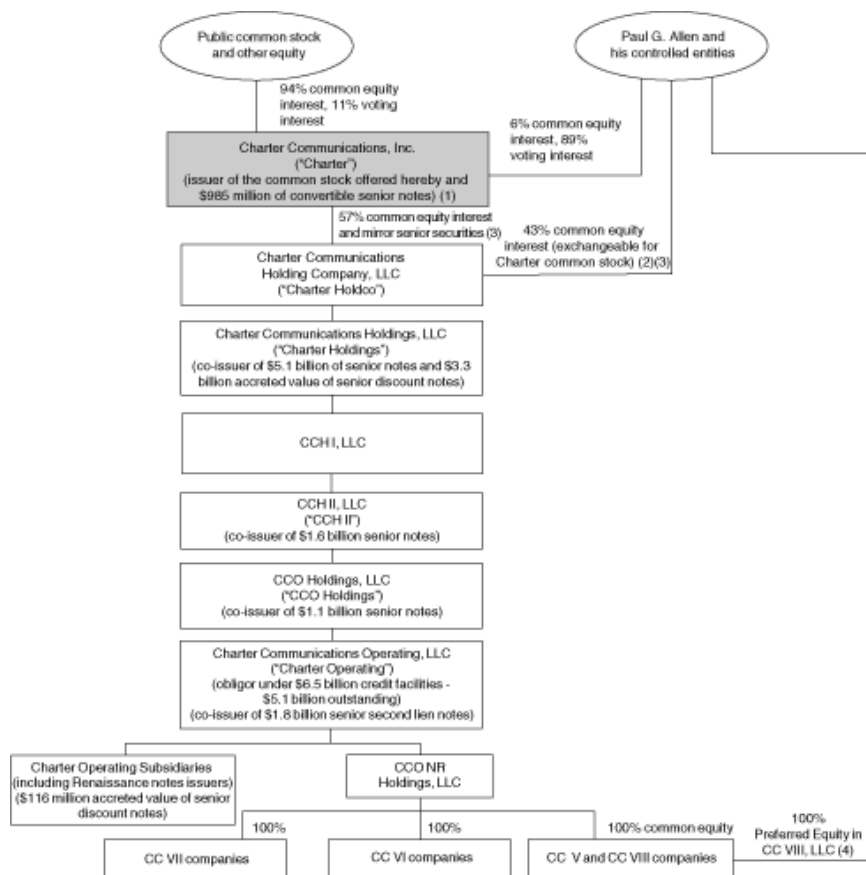 Public common stock
and other equity
Paul G. Allen and
his controlled entities
94% common equity
interest, 11% voting
interest
6% common equity
interest, 89%
voting interest
Charter Communications, Inc.
("Charter")
(issuer of the common stock offered hereby and
$985 million of convertible senior notes) (1)
57% common equity interest
and mirror senior securities (3)
43% common equity
interest (exchangeable for
Charter common stock) (2)(3)
Charter Communications
Holding Company, LLC
("Charter Holdco")
Charter Communications Holdings, LLC
("Charter Holdings")
(co-issuer of $5.1 billion of senior notes and $3.3
billion accreted value of senior discount notes)
CCH I, LLC
CCH II, LLC
("CCH II")
(co-issuer of $1.6 billion senior notes)
CCO Holdings, LLC
("CCO Holdings")
(co-issuer of $1.1 billion senior notes)
Charter Communications Operating, LLC
("Charter Operating")
(obligor under $6.5 billion credit facilities -
$5.1 billion outstanding)
(co-issuer of $1.8 billion senior second lien notes)
Charter Operating Subsidiaries
(including Renaissance notes issuers)
($116 million accreted value of senior
discount notes)
CCO NR
Holdings, LLC
100%
100%
100% common equity
100%
Preferred Equity in
CC VIII, LLC (4)
CC VII companies
CC VI companies
CC V and CC VIII companies